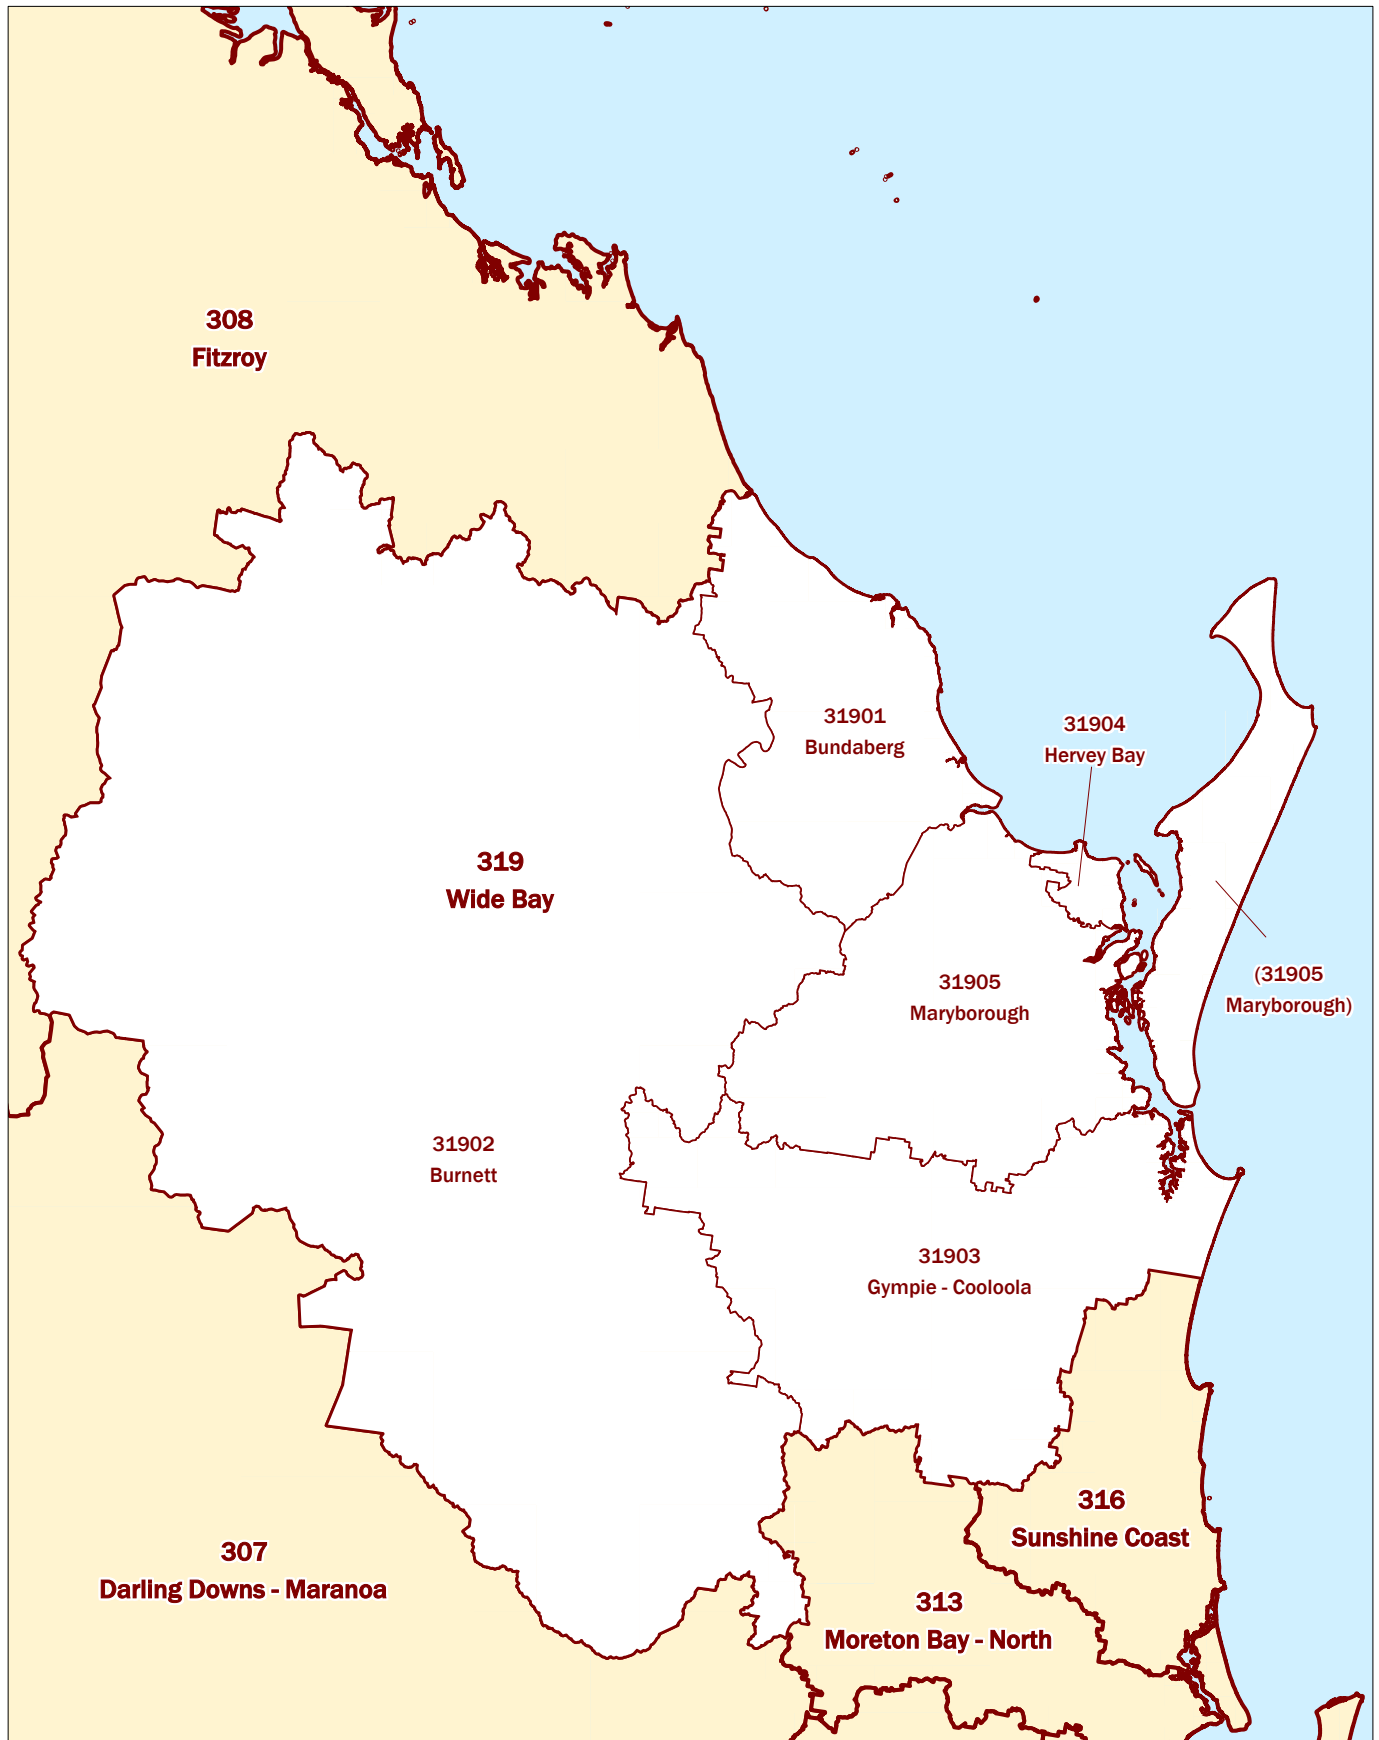 308
Fitzroy
31901
Bundaberg
31904
Hervey Bay
319
Wide Bay
31905
Maryborough
(31905
Maryborough)
31902
Burnett
31903
Gympie - Cooloola
316
Sunshine Coast
307
Darling Downs - Maranoa
313
Moreton Bay - North